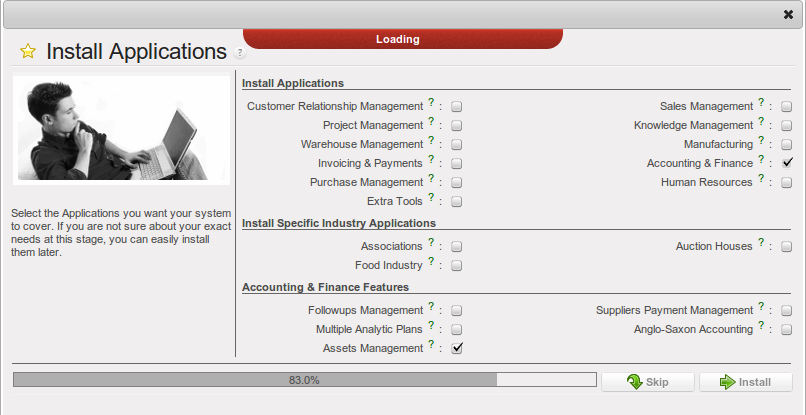 Loading
Install Applications ?
Select the Applications you want your system
to cover. If you are not sure about your exact
needs at this stage, you can easily install
them later.
Install Applications
Customer Relationship Management ? : Sales Management ? :
Project Management ? : Knowledge Management ? :
Warehouse Management ? : Manufacturing ? :
Invoicing & Payments ? : Accounting & Finance ? :
Purchase Management ? : Human Resources ? :
Extra Tools ? :
Install Specific Industry Applications
Associations ? : Auction Houses ? :
Food Industry ? :
Accounting & Finance Features
Followups Management ? : Suppliers Payment Management ? :
Multiple Analytic Plans ? : Anglo-Saxon Accounting ? :
Assets Management ? :
83.0% Skip Install